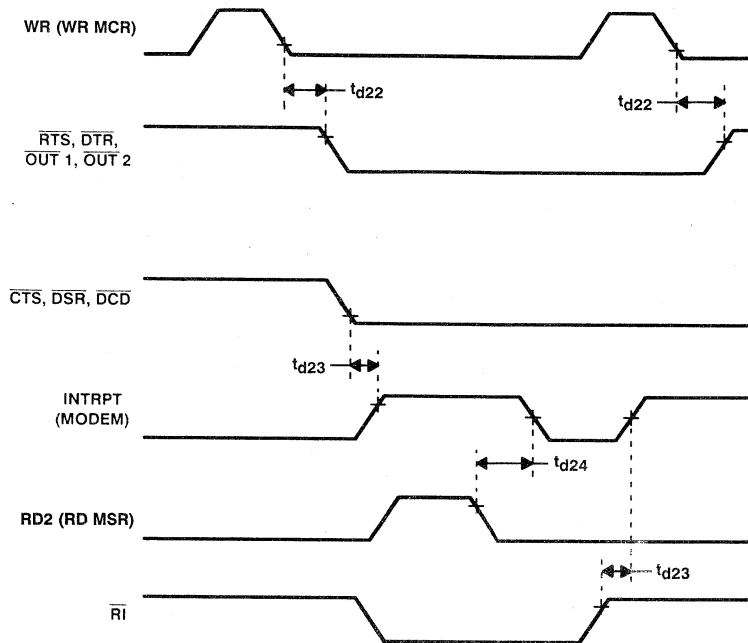 WR (WR MCR)
td22
td22
RTS, DTR,
OUT 1, OUT 2
CTS, DSR, DCD
td23
INTRPT
(MODEM)
td24
RD2 (RD MSR)
td23
RI